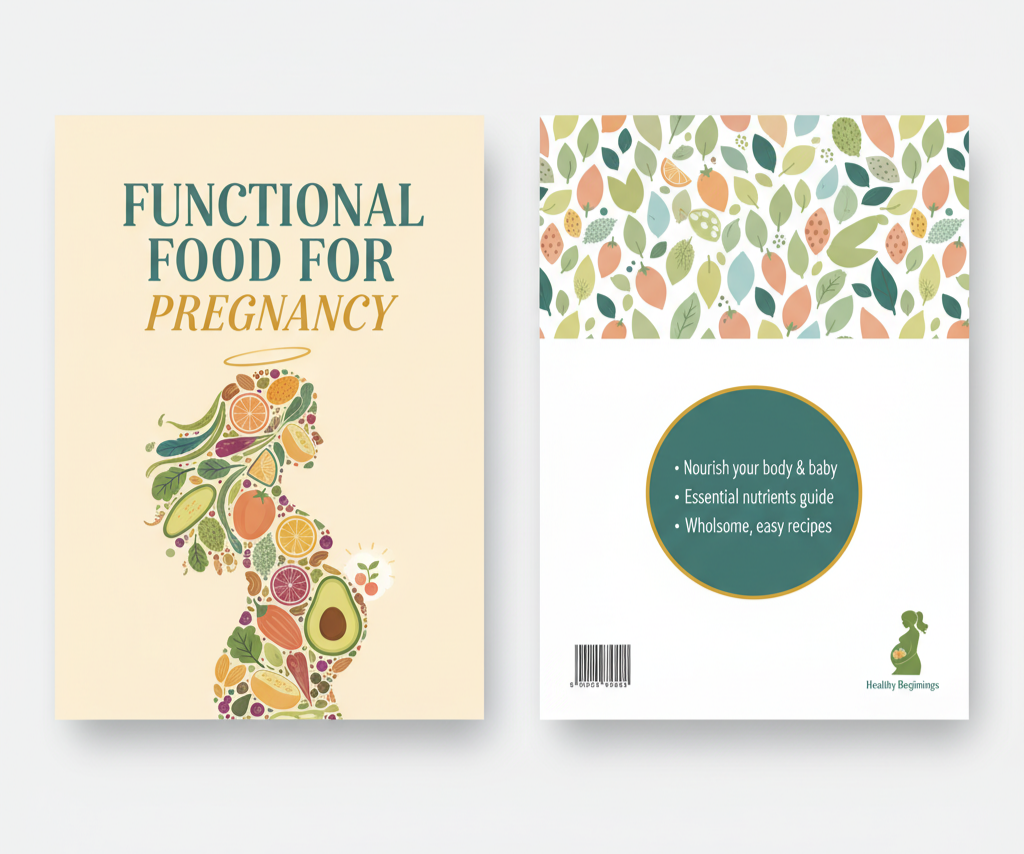 FUNCTIONAL
FOOD FOR
PREGNANCY
• Nourish your body & baby
• Essential nutrients guide
• Wholsome, easy recipes
Healthy Begimings